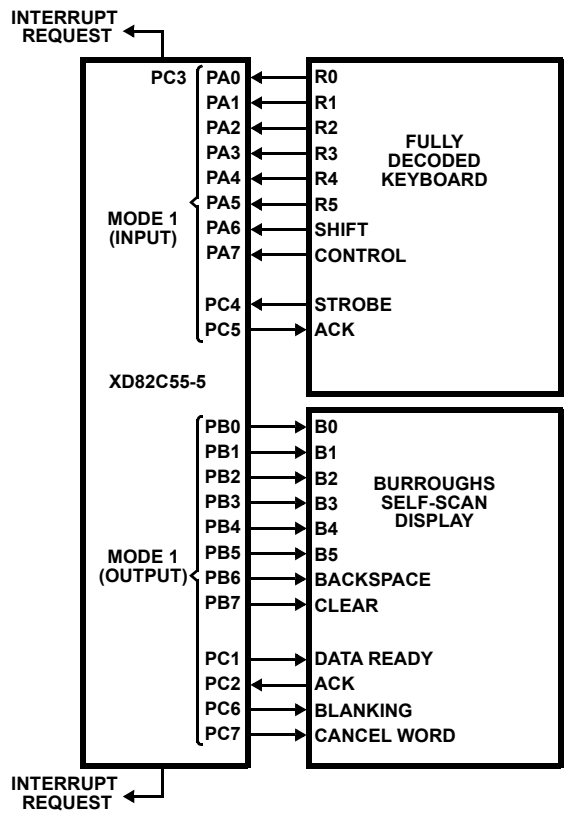 INTERRUPT
REQUEST
PC3 PA0 R0
PA1 R1
PA2 R2
PA3 R3
PA4 R4
PA5 R5
PA6 SHIFT
PA7 CONTROL
FULLY
DECODED
KEYBOARD
MODE 1
(INPUT)
PC4 STROBE
PC5 ACK
XD82C55-5
PB0 B0
PB1 B1
PB2 B2
PB3 B3
PB4 B4
PB5 B5
PB6 BACKSPACE
PB7 CLEAR
BURROUGHS
SELF-SCAN
DISPLAY
MODE 1
(OUTPUT)
PC1 DATA READY
PC2 ACK
PC6 BLANKING
PC7 CANCEL WORD
INTERRUPT
REQUEST